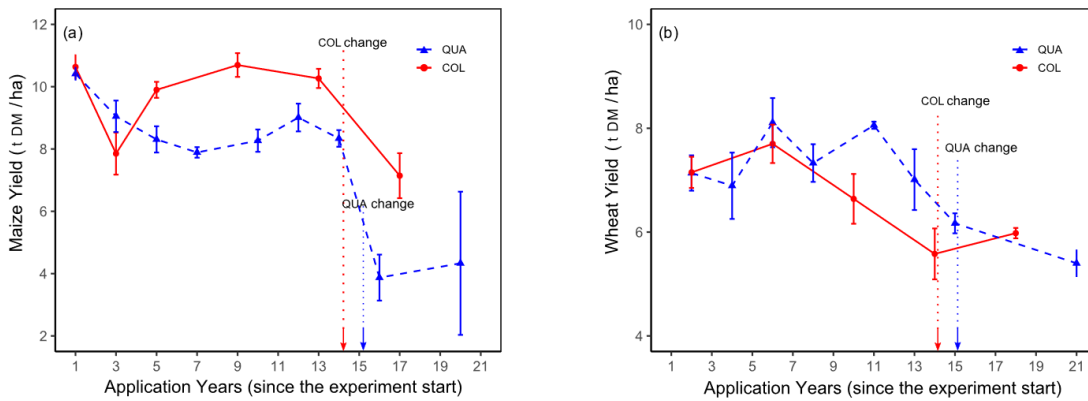 (a)
COL change
QUA
COL
QUA change
Maize Yield ( t DM / ha)
12
10
8
6
4
2
1 3 5 7 9 11 13 15 17 19 21
Application Years (since the experiment start)
(b)
QUA
COL
COL change
QUA change
Wheat Yield ( t DM / ha)
10
8
6
4
1 3 5 7 9 11 13 15 17 19 21
Application Years (since the experiment start)